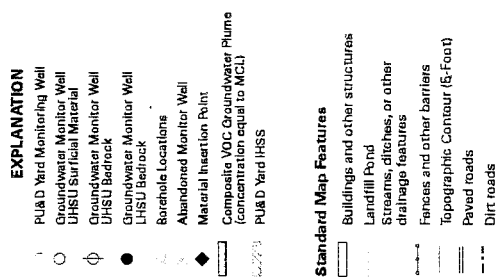 EXPLANATION
PU&D Yard Monitoring Well
Groundwater Monitor Well
UHSU Surficial Material
Groundwater Monitor Well
UHSU Bedrock
Groundwater Monitor Well
LHSU Bedrock
Borehole Locations
Abandoned Monitor Well
Material Insertion Point
Composite VOC Groundwater Plume
(concentration equal to MCL)
PU&D Yard IHSS
Standard Map Features
Buildings and other structures
Landfill Pond
Streams, ditches, or other
drainage features
Fences and other barriers
Topographic Contour (5-Foot)
Paved roads
Dirt roads